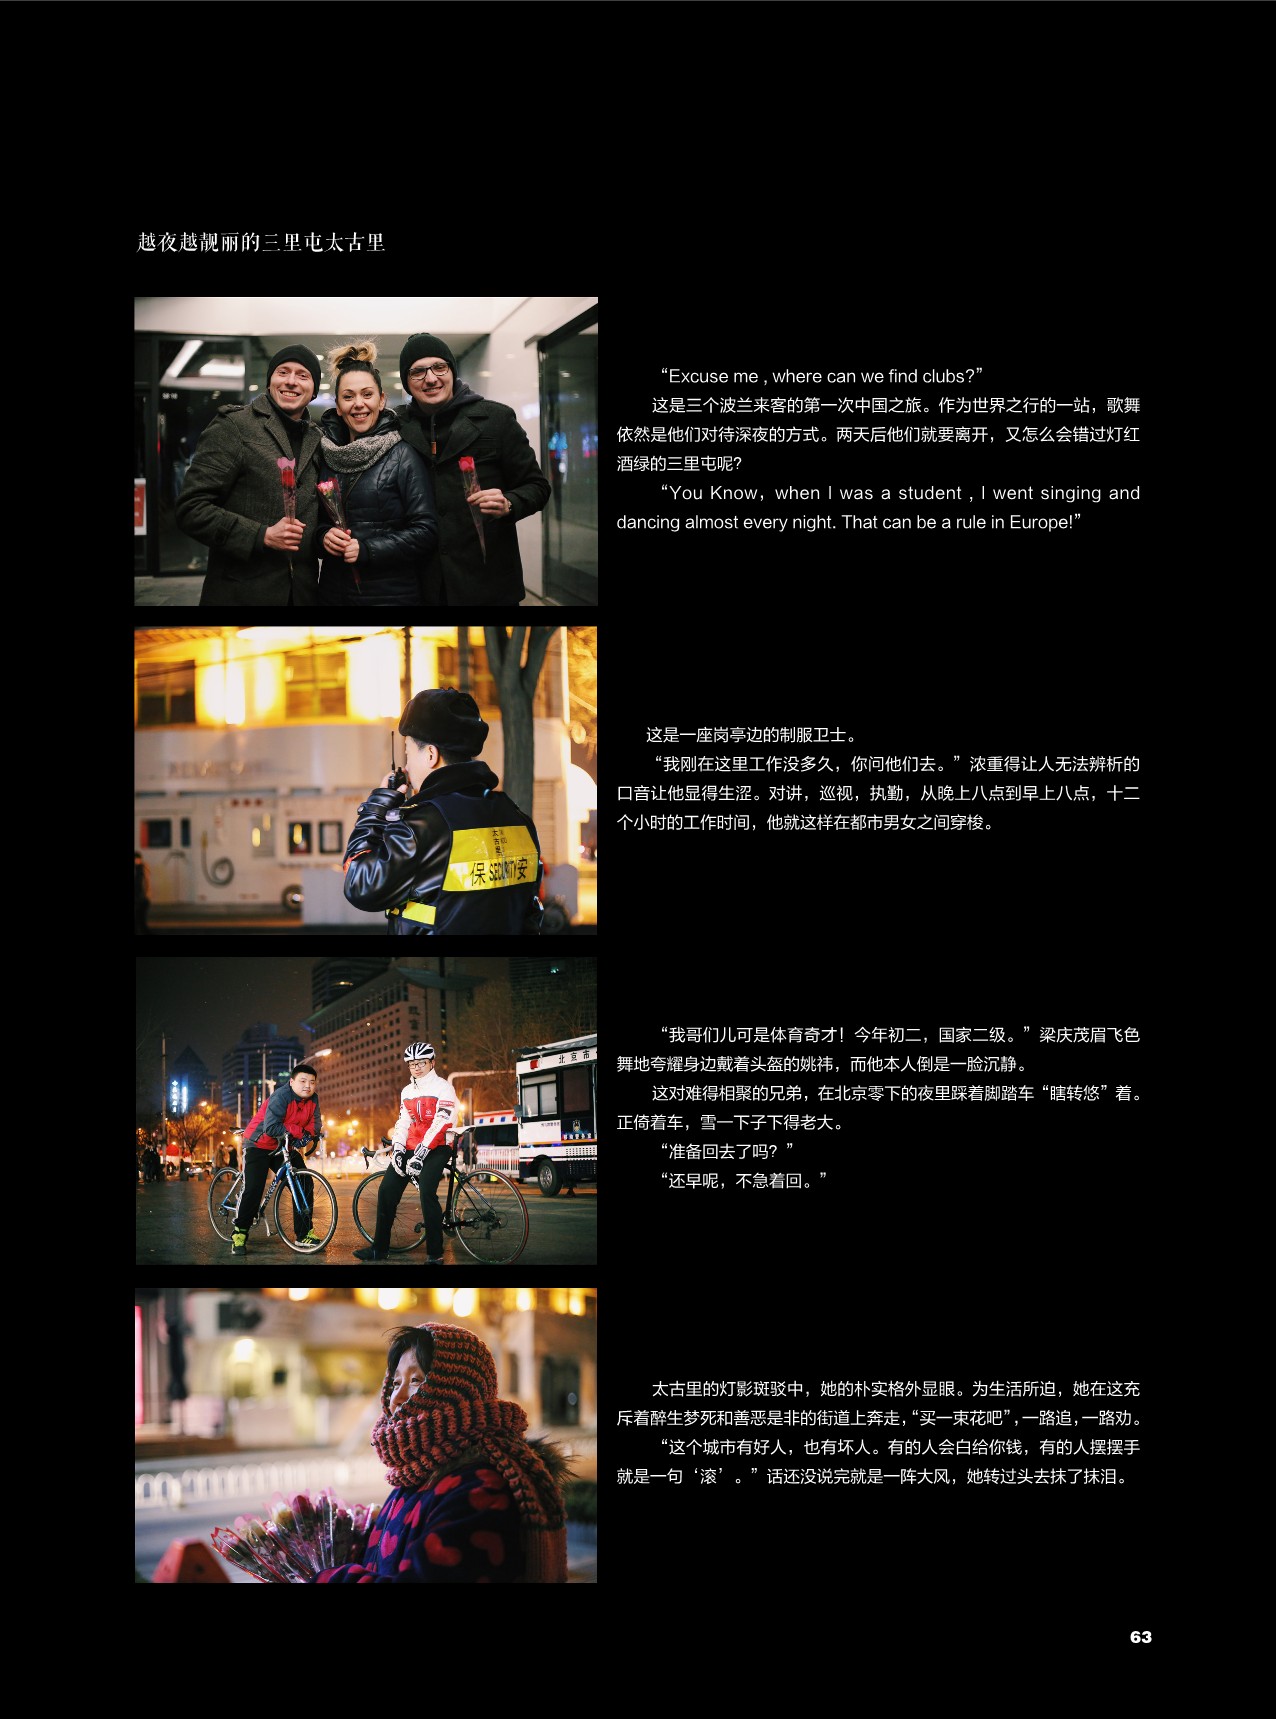 越夜越靓丽的三里屯太古里
“Excuse me , where can we find clubs?”
这是三个波兰来客的第一次中国之旅。作为世界之行的一站，歌舞
依然是他们对待深夜的方式。两天后他们就要离开，又怎么会错过灯红
酒绿的三里屯呢？
“You Know，when I was a student , I went singing and
dancing almost every night. That can be a rule in Europe!”
太古里
保 SECURITY 安
这是一座岗亭边的制服卫士。
“我刚在这里工作没多久，你问他们去。”浓重得让人无法辨析的
口音让他显得生涩。对讲，巡视，执勤，从晚上八点到早上八点，十二
个小时的工作时间，他就这样在都市男女之间穿梭。
北京市
“我哥们儿可是体育奇才！今年初二，国家二级。”梁庆茂眉飞色
舞地夸耀身边戴着头盔的姚祎，而他本人倒是一脸沉静。
这对难得相聚的兄弟，在北京零下的夜里踩着脚踏车“瞎转悠”着。
正倚着车，雪一下子下得老大。
“准备回去了吗？”
“还早呢，不急着回。”
太古里的灯影斑驳中，她的朴实格外显眼。为生活所迫，她在这充
斥着醉生梦死和善恶是非的街道上奔走，“买一束花吧”，一路追，一路劝。
“这个城市有好人，也有坏人。有的人会白给你钱，有的人摆摆手
就是一句‘滚’。”话还没说完就是一阵大风，她转过头去抹了抹泪。
63